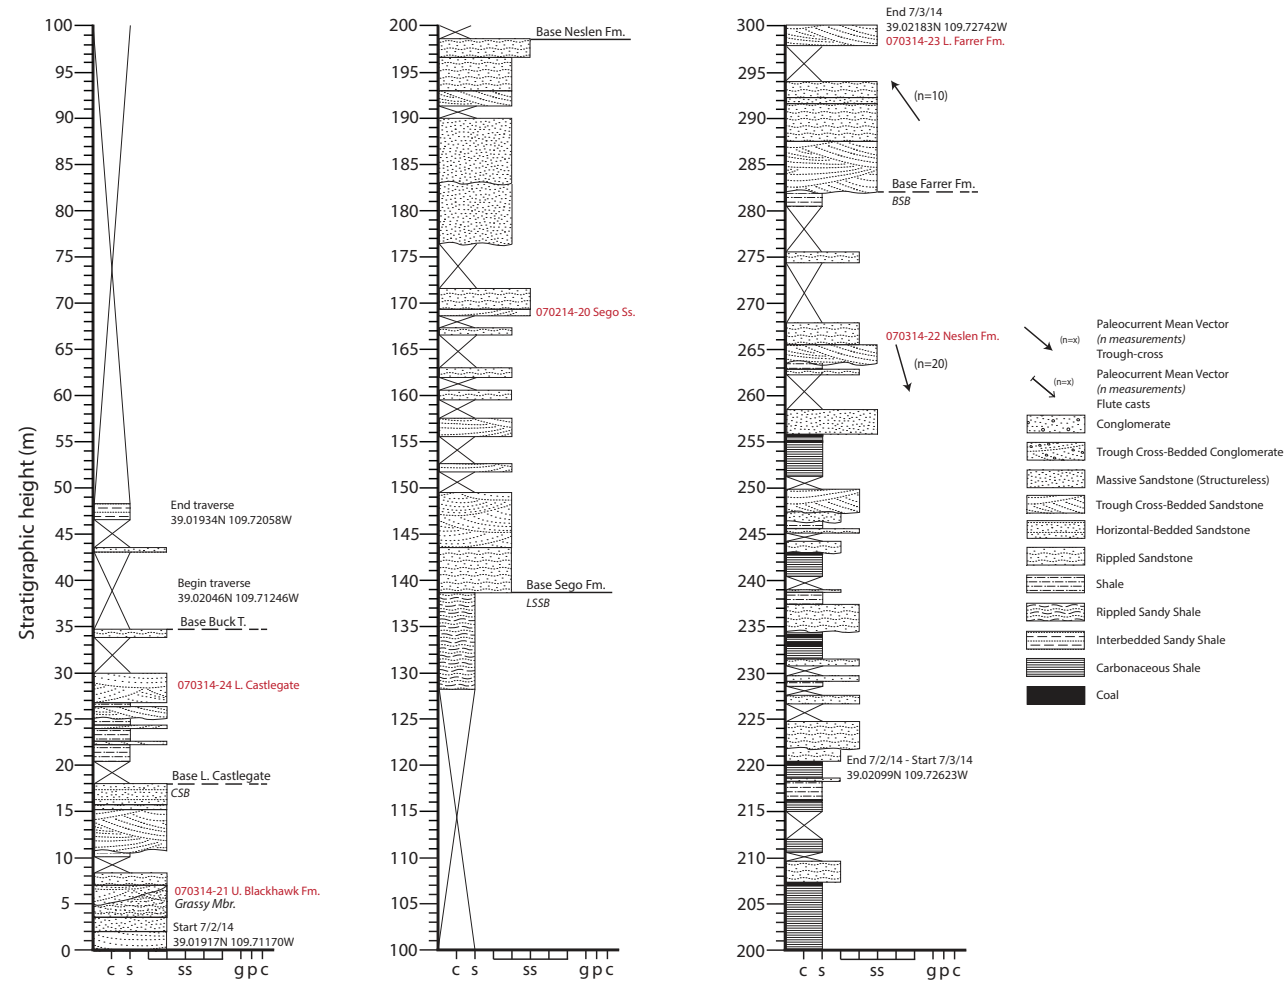 Stratigraphic height (m)
100
95
90
85
80
75
70
65
60
55
50
45
40
35
30
25
20
15
10
5
0
End traverse
39.01934N 109.72058W
Begin traverse
39.02046N 109.71246W
Base Buck T.
070314-24 L. Castlegate
Base L. Castlegate
CSB
070314-21 U. Blackhawk Fm.
Grassy Mbr.
Start 7/2/14
39.01917N 109.71170W
c s ss g p c
200
195
190
185
180
175
170
165
160
155
150
145
140
135
130
125
120
115
110
105
100
Base Neslen Fm.
070214-20 Sego Ss.
Base Sego Fm.
LSSB
c s ss g p c
300
295
290
285
280
275
270
265
260
255
250
245
240
235
230
225
220
215
210
205
200
End 7/3/14
39.02183N 109.72742W
070314-23 L. Farrer Fm.
(n=10)
Base Farrer Fm.
BSB
070314-22 Neslen Fm.
(n=20)
End 7/2/14 - Start 7/3/14
39.02099N 109.72623W
c s ss g p c
(n=x)
Paleocurrent Mean Vector
(n measurements)
Trough-cross
(n=x)
Paleocurrent Mean Vector
(n measurements)
Flute casts
Conglomerate
Trough Cross-Bedded Conglomerate
Massive Sandstone (Structureless)
Trough Cross-Bedded Sandstone
Horizontal-Bedded Sandstone
Rippled Sandstone
Shale
Rippled Sandy Shale
Interbedded Sandy Shale
Carbonaceous Shale
Coal